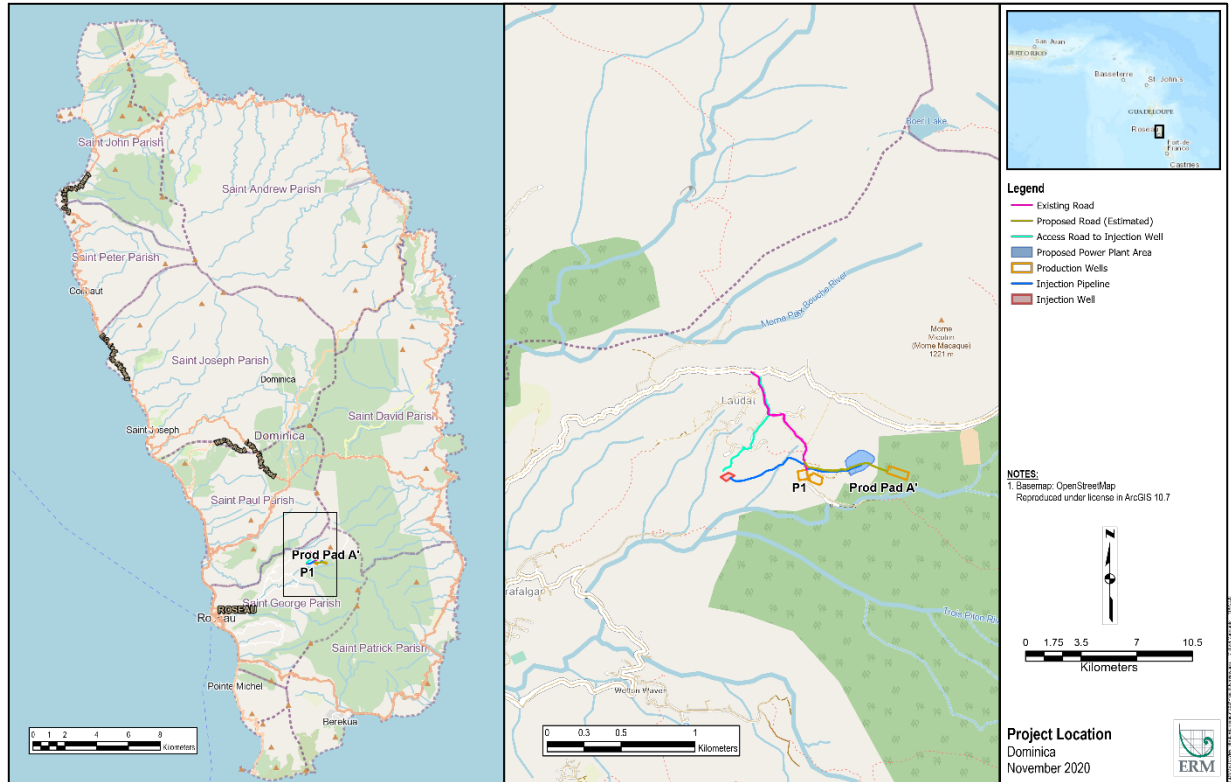 Saint John Parish
Saint Andrew Parish
Saint Peter Parish
Saint Joseph Parish
Dominica
Saint David Parish
Saint Joseph
Dominica
Saint Paul Parish
Prod Pad A'
P1
Saint George Parish
ROSEAU
Saint Patrick Parish
Pointe Michel
Berekua
0 1 2 4 6 8
Kilometers
Boeri Lake
Morne
Micotrin
(Morne Macaque)
1221 m
Laudat
P1
Prod Pad A'
rafalgar
Trois Piton Riv
Wotton Waven
0 0.3 0.5 1
Kilometers
San Juan
Basseterre
St. John's
GUADELOUPE
Roseau
Fort-de-
France
Castries
Legend
Existing Road
Proposed Road (Estimated)
Access Road to Injection Well
Proposed Power Plant Area
Production Wells
Injection Pipeline
Injection Well
NOTES:
1. Basemap: OpenStreetMap
Reproduced under license in ArcGIS 10.7
N
0 1.75 3.5 7 10.5
Kilometers
Project Location
Dominica
November 2020
ERM